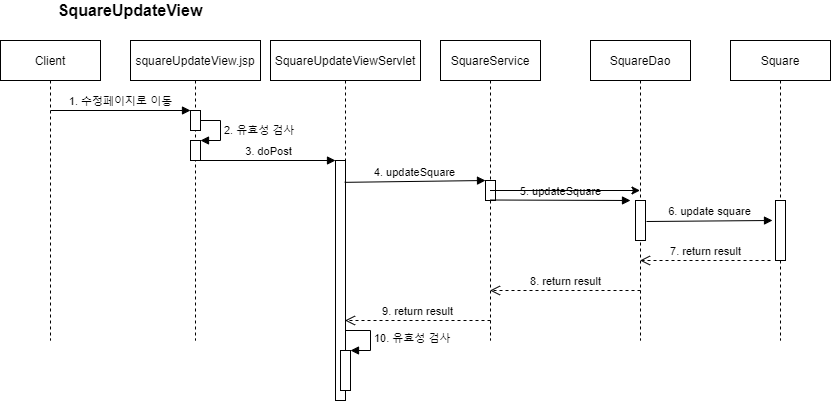 SquareUpdateView
Client
squareUpdateView.jsp
SquareUpdateViewServlet
SquareService
SquareDao
Square
1. 수정페이지로 이동
2. 유효성 검사
3. doPost
4. updateSquare
5. updateSquare
6. update square
7. return result
8. return result
9. return result
10. 유효성 검사